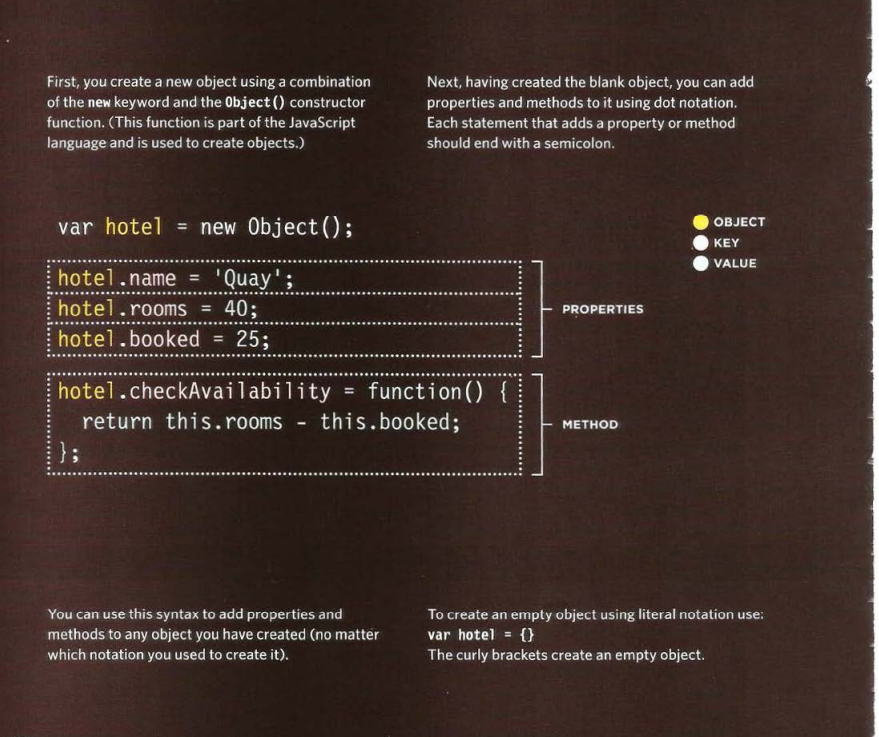 First, you create a new object using a combination
of the new keyword and the Object() constructor
function. (This function is part of the JavaScript
language and is used to create objects.)
Next, having created the blank object, you can add
properties and methods to it using dot notation.
Each statement that adds a property or method
should end with a semicolon.
var hotel = new Object();
OBJECT
KEY
VALUE
hotel.name = 'Quay';
hotel.rooms = 40;
hotel.booked = 25;
PROPERTIES
hotel.checkAvailability = function() {
return this.rooms - this.booked;
};
METHOD
You can use this syntax to add properties and
methods to any object you have created (no matter
which notation you used to create it).
To create an empty object using literal notation use:
var hotel = {}
The curly brackets create an empty object.